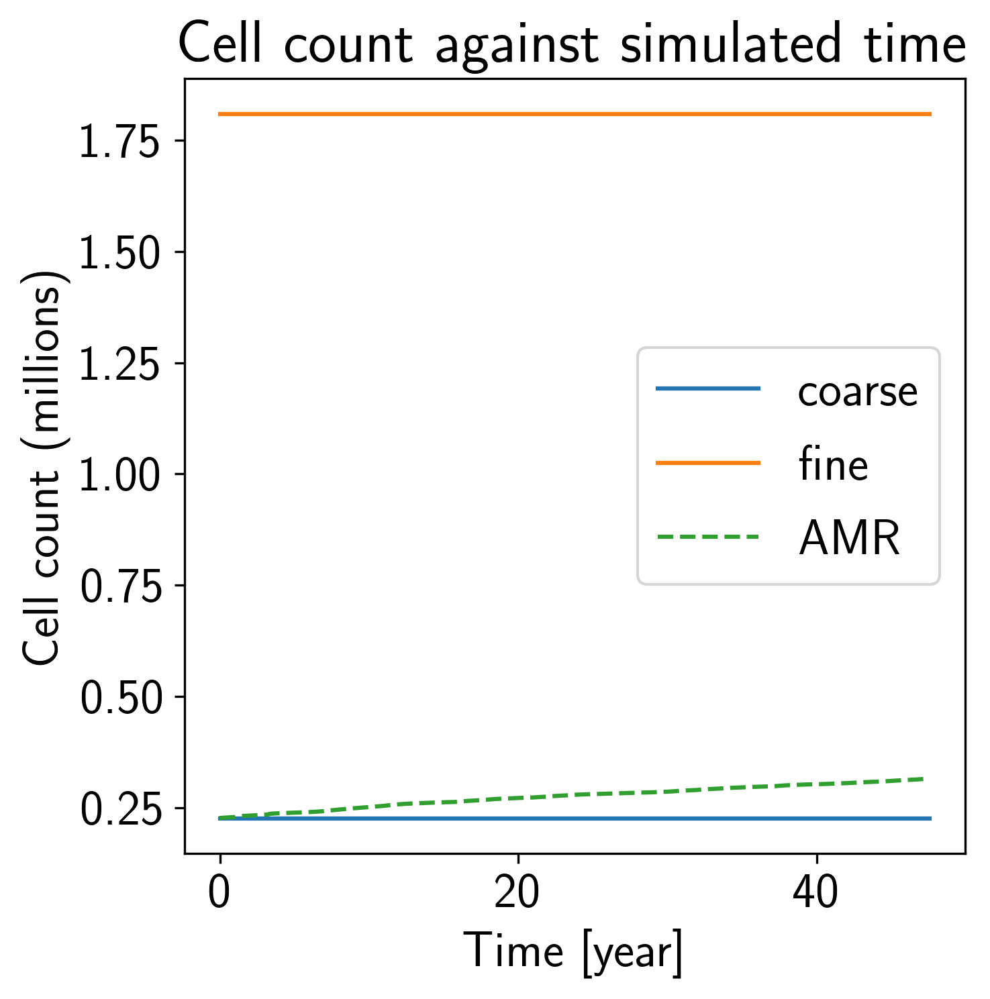 Cell count against simulated time
Cell count (millions)
1.75
1.50
1.25
1.00
0.75
0.50
0.25
coarse
fine
AMR
0 20 40
Time [year]